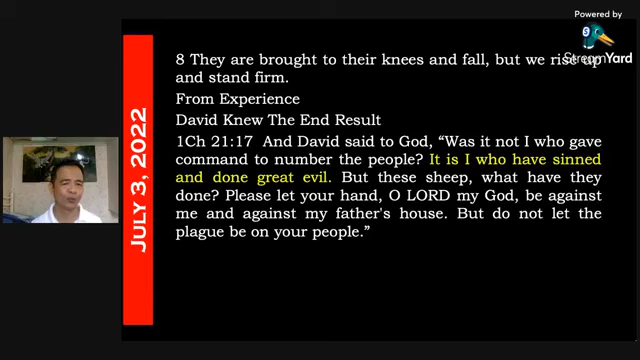 Powered by
StreamYard
8 They are brought to their knees and fall, but we rise up
and stand firm.
From Experience
David Knew The End Result
1Ch 21:17 And David said to God, “Was it not I who gave
command to number the people? It is I who have sinned
and done great evil. But these sheep, what have they
done? Please let your hand, O LORD my God, be against
me and against my father's house. But do not let the
plague be on your people.”
JULY 3, 2022